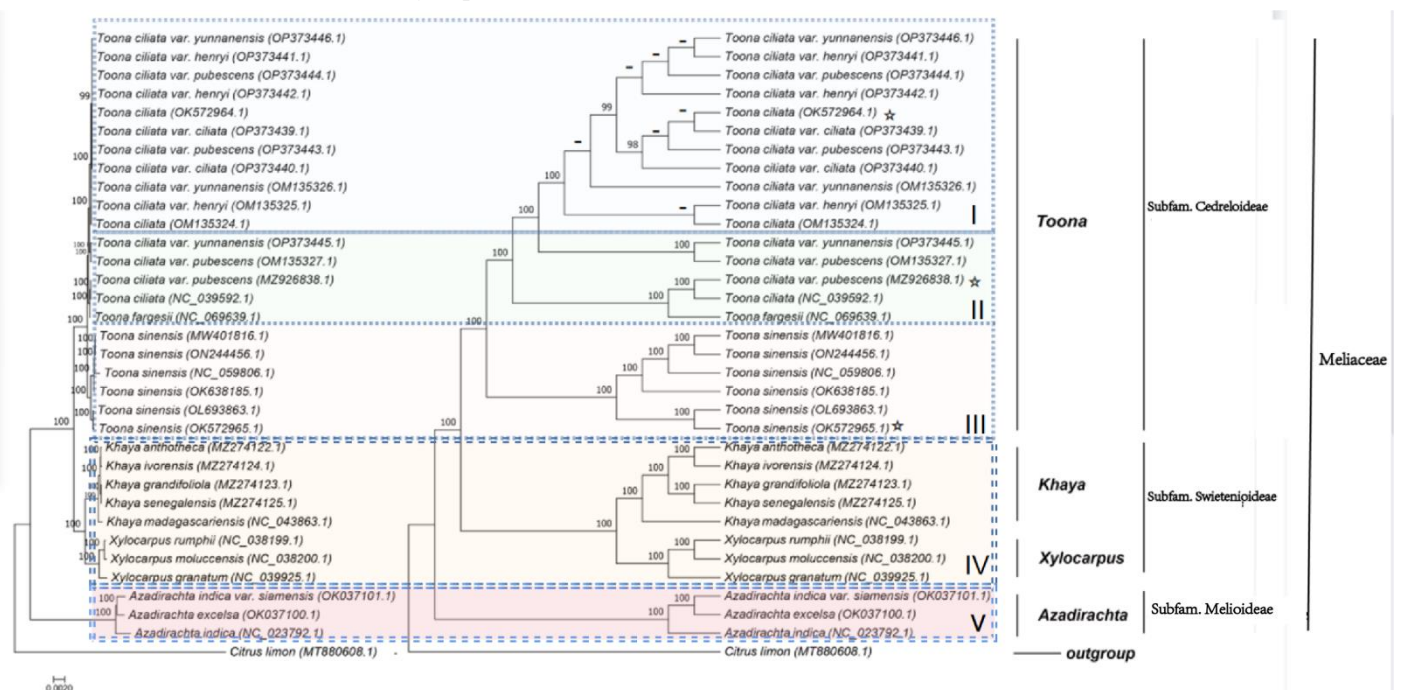 Toona ciliata var. yunnanensis (OP373446.1)
Toona ciliata var. henryi (OP373441.1)
Toona ciliata var. pubescens (OP373444.1)
Toona ciliata var. henryi (OP373442.1)
99
Toona ciliata (OK572964.1)
Toona ciliata var. ciliata (OP373439.1)
Toona ciliata var. pubescens (OP373443.1)
100
Toona ciliata var. ciliata (OP373440.1)
Toona ciliata var. yunnanensis (OM135326.1)
100
Toona ciliata var. henryi (OM135325.1)
Toona ciliata (OM135324.1)
100
Toona ciliata var. yunnanensis (OP373445.1)
100
Toona ciliata var. pubescens (OM135327.1)
100
Toona ciliata var. pubescens (MZ926838.1)
100
Toona ciliata (NC_039592.1)
Toona fargesii (NC_069639.1)
100
100
Toona sinensis (MW401816.1)
100
Toona sinensis (ON244456.1)
100
Toona sinensis (NC_059806.1)
100
Toona sinensis (OK638185.1)
100
Toona sinensis (OL693863.1)
100
Toona sinensis (OK572965.1)
100
Khaya anthotheca (MZ274122.1)
100
Khaya ivorensis (MZ274124.1)
Khaya grandifoliola (MZ274123.1)
100
Khaya senegalensis (MZ274125.1)
100
Khaya madagascariensis (NC_043863.1)
100
Xylocarpus rumphii (NC_038199.1)
100
Xylocarpus moluccensis (NC_038200.1)
Xylocarpus granatum (NC_039925.1)
100
Azadirachta indica var. siamensis (OK037101.1)
100
Azadirachta excelsa (OK037100.1)
Azadirachta indica (NC_023792.1)
Citrus limon (MT880608.1)
0.0020
Toona ciliata var. yunnanensis (OP373446.1)
Toona ciliata var. henryi (OP373441.1)
Toona ciliata var. pubescens (OP373444.1)
Toona ciliata var. henryi (OP373442.1)
99
Toona ciliata (OK572964.1) ☆
Toona ciliata var. ciliata (OP373439.1)
98
Toona ciliata var. pubescens (OP373443.1)
Toona ciliata var. ciliata (OP373440.1)
100
Toona ciliata var. yunnanensis (OM135326.1)
Toona ciliata var. henryi (OM135325.1)
100
Toona ciliata (OM135324.1)
I
100
100
Toona ciliata var. yunnanensis (OP373445.1)
Toona ciliata var. pubescens (OM135327.1)
100
Toona ciliata var. pubescens (MZ926838.1) ☆
100
Toona ciliata (NC_039592.1)
Toona fargesii (NC_069639.1)
II
100
100
Toona sinensis (MW401816.1)
100
Toona sinensis (ON244456.1)
100
Toona sinensis (NC_059806.1)
100
Toona sinensis (OK638185.1)
100
Toona sinensis (OL693863.1)
Toona sinensis (OK572965.1) ☆
III
100
100
Khaya anthotheca (MZ274122.1)
100
Khaya ivorensis (MZ274124.1)
100
Khaya grandifoliola (MZ274123.1)
100
Khaya senegalensis (MZ274125.1)
Khaya madagascariensis (NC_043863.1)
100
100
Xylocarpus rumphii (NC_038199.1)
100
Xylocarpus moluccensis (NC_038200.1)
Xylocarpus granatum (NC_039925.1)
IV
100
Azadirachta indica var. siamensis (OK037101.1)
100
Azadirachta excelsa (OK037100.1)
Azadirachta indica (NC_023792.1)
V
Citrus limon (MT880608.1)
Toona
Khaya
Xylocarpus
Azadirachta
outgroup
Subfam. Cedreloideae
Subfam. Swietenioideae
Subfam. Melioideae
Meliaceae